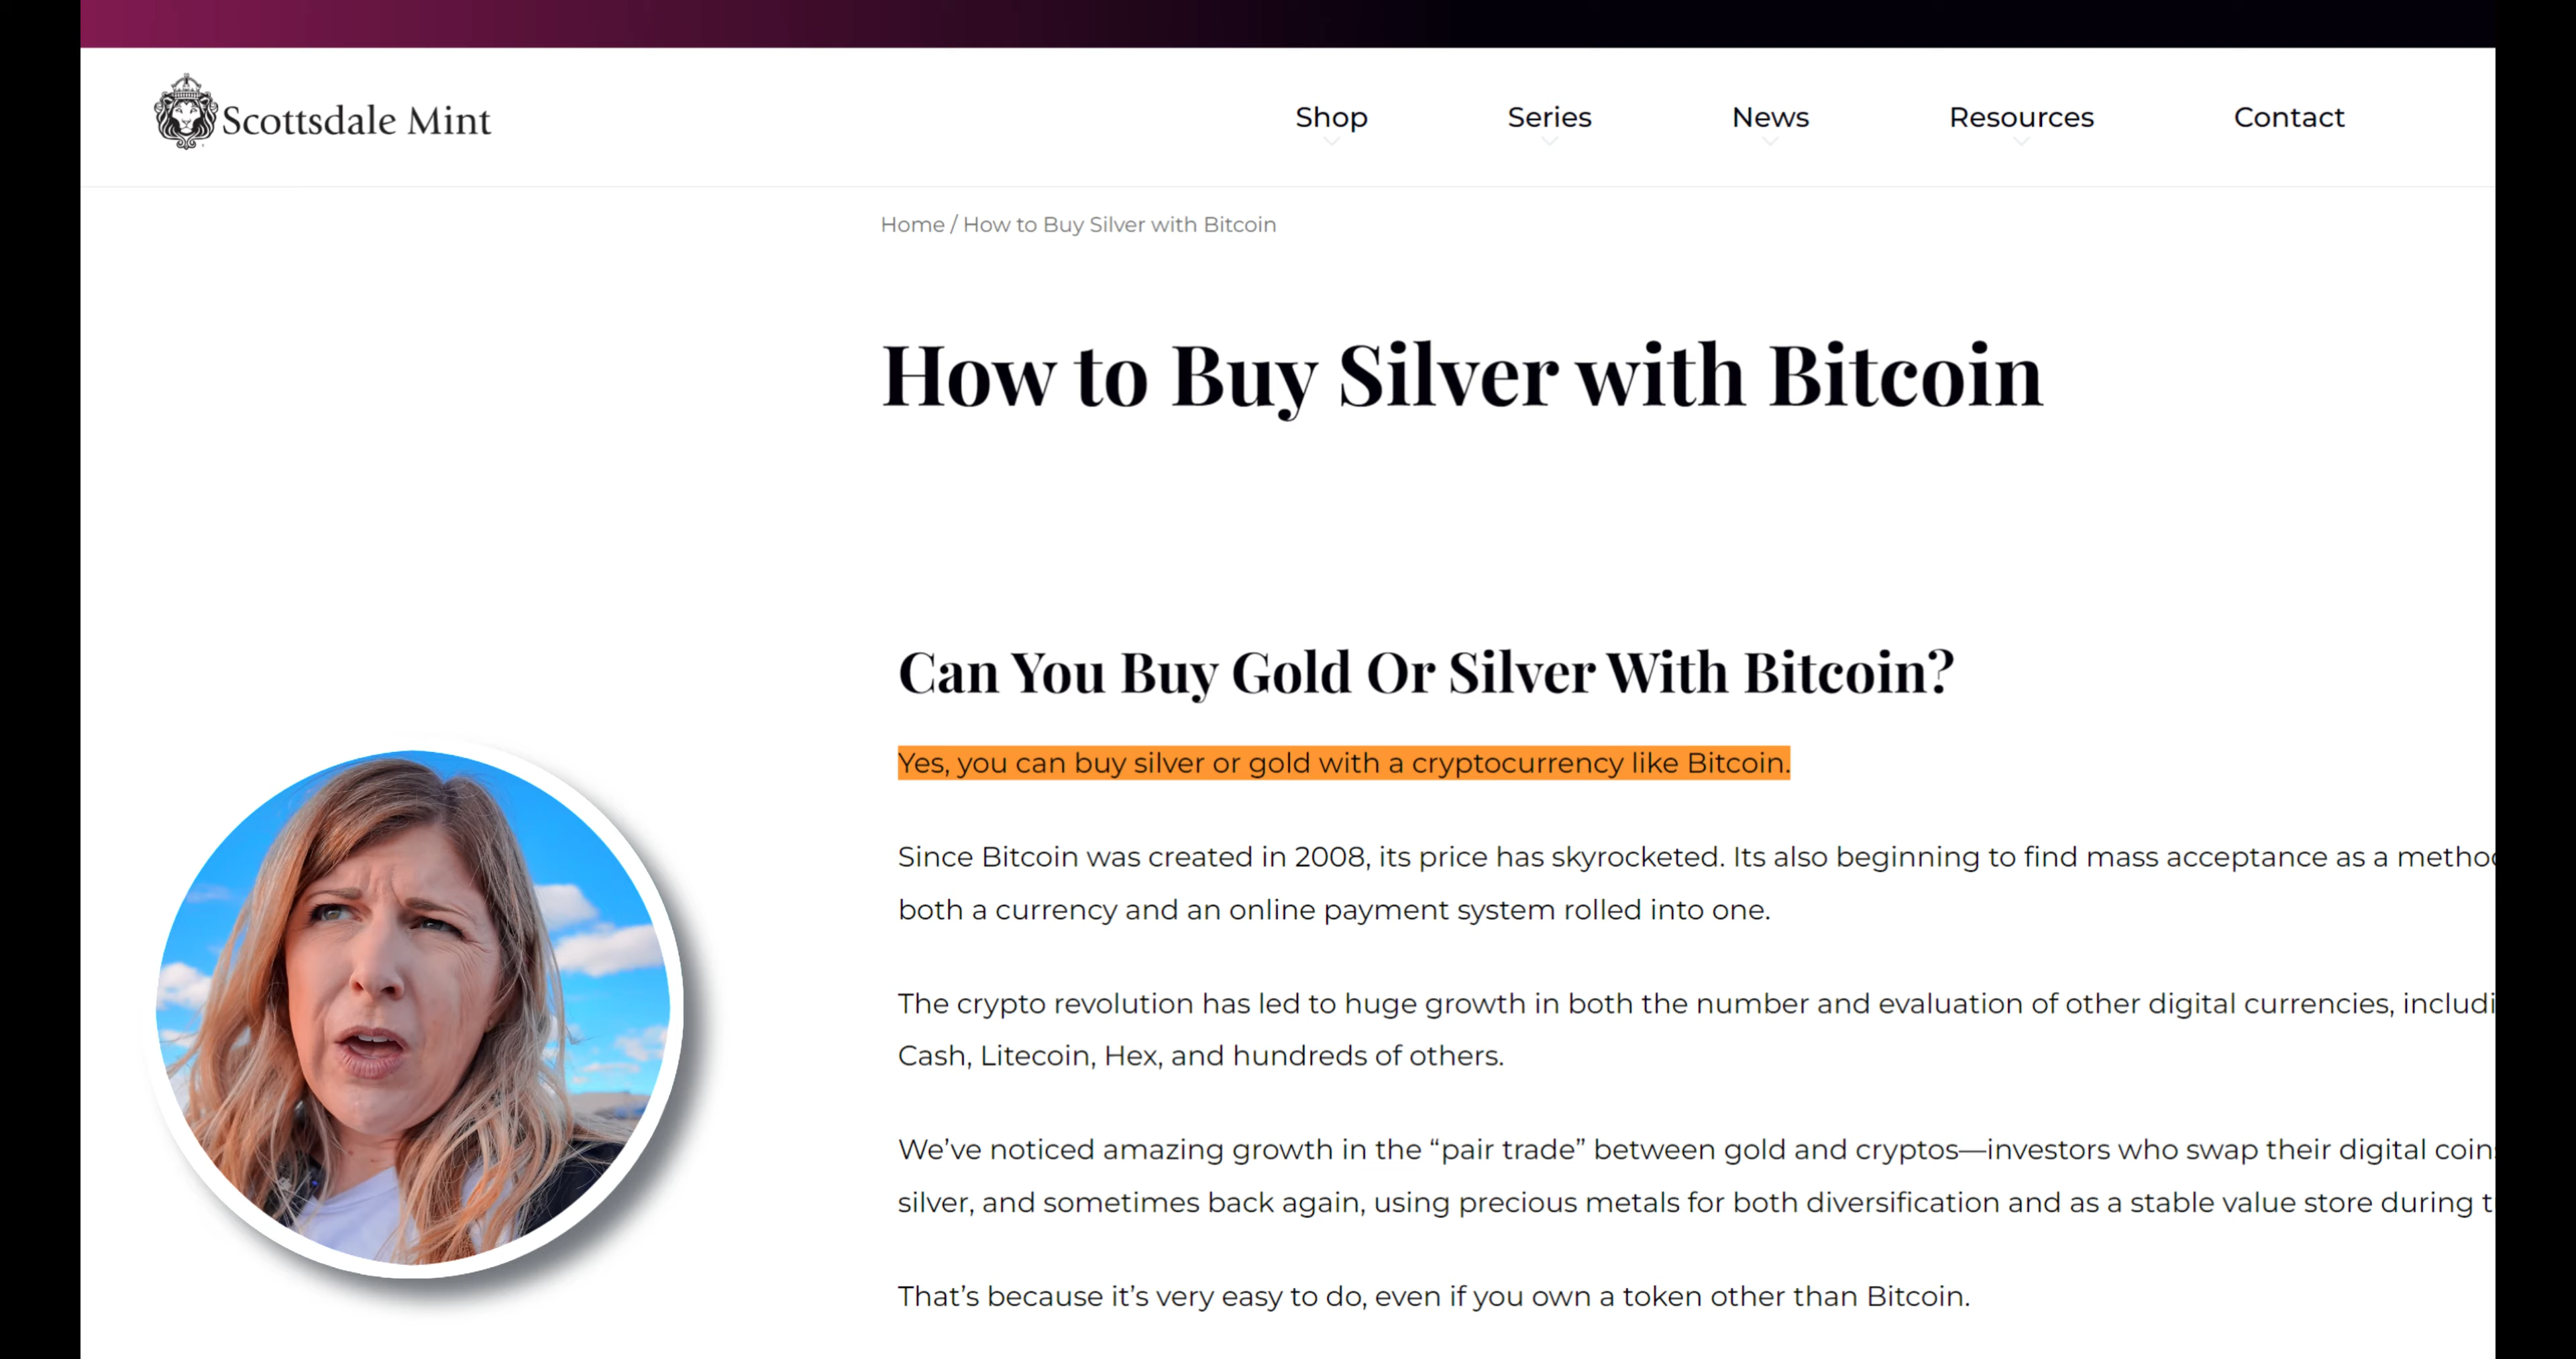 Scottsdale Mint
Shop
Series
News
Resources
Contact
Home / How to Buy Silver with Bitcoin
How to Buy Silver with Bitcoin
Can You Buy Gold Or Silver With Bitcoin?
Yes, you can buy silver or gold with a cryptocurrency like Bitcoin.
Since Bitcoin was created in 2008, its price has skyrocketed. Its also beginning to find mass acceptance as a
both a currency and an online payment system rolled into one.
The crypto revolution has led to huge growth in both the number and evaluation of other digital currencies,
Cash, Litecoin, Hex, and hundreds of others.
We’ve noticed amazing growth in the “pair trade” between gold and cryptos—investors who swap their digital
silver, and sometimes back again, using precious metals for both diversification and as a stable value store during
That’s because it’s very easy to do, even if you own a token other than Bitcoin.